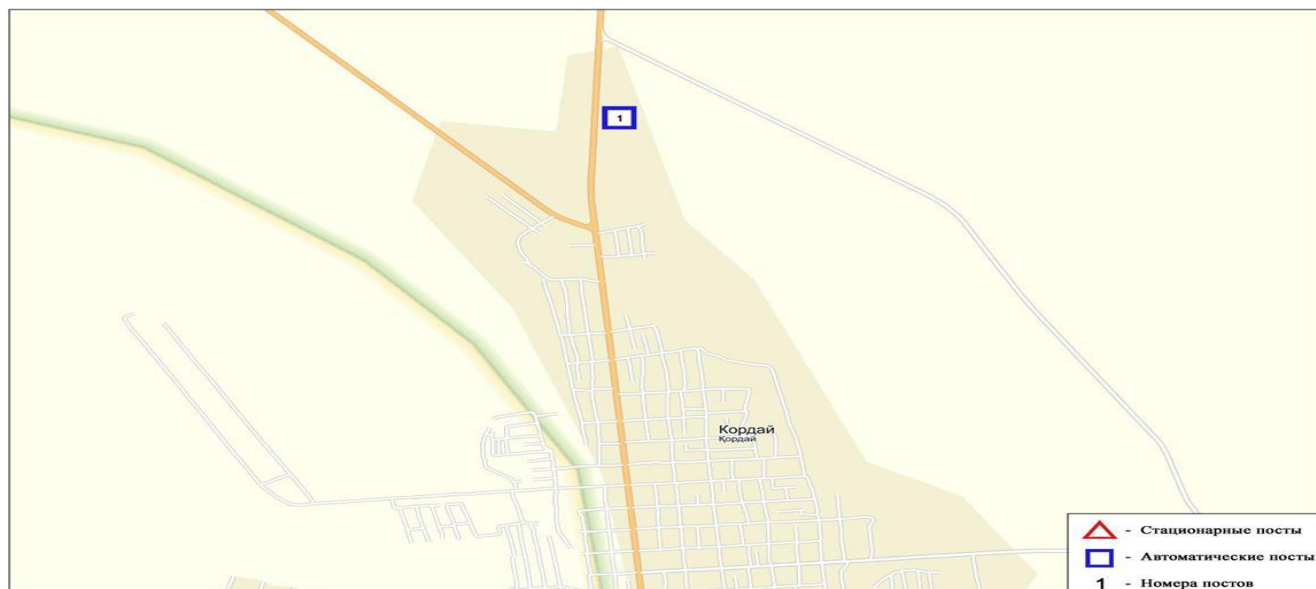 1
Кордай
Қордай
- Стационарные посты
- Автоматические посты
1 - Номера постов